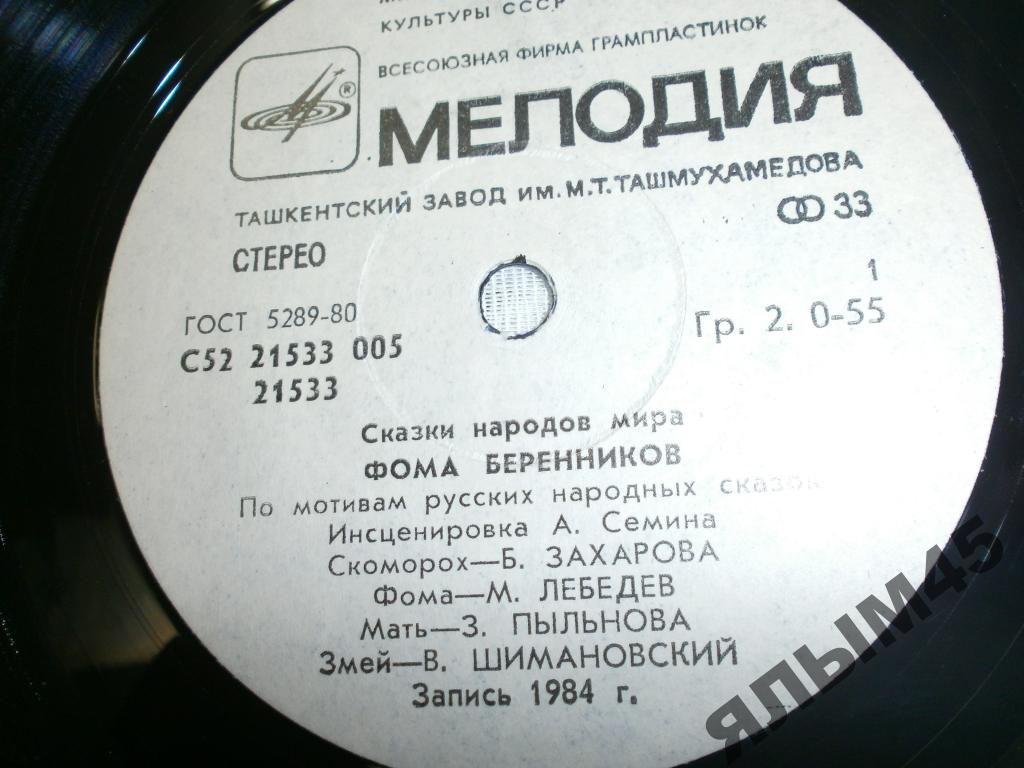 КУЛЬТУРЫ СССР
ВСЕСОЮЗНАЯ ФИРМА ГРАМПЛАСТИНОК
®
МЕЛОДИЯ
ТАШКЕНТСКИЙ ЗАВОД ИМ. М.Т. ТАШМУХАМЕДОВА
СТЕРЕО
33
ГОСТ 5289-80
1
С52 21533 005
Гр. 2. 0-55
21533
Сказки народов мира
ФОМА БЕРЕННИКОВ
По мотивам русских народных сказок
Инсценировка А. Семина
Скоморох—Б. ЗАХАРОВА
Фома—М. ЛЕБЕДЕВ
Мать—З. ПЫЛЬНОВА
Змей—В. ШИМАНОВСКИЙ
Запись 1984 г.
ЯЛЫМ45